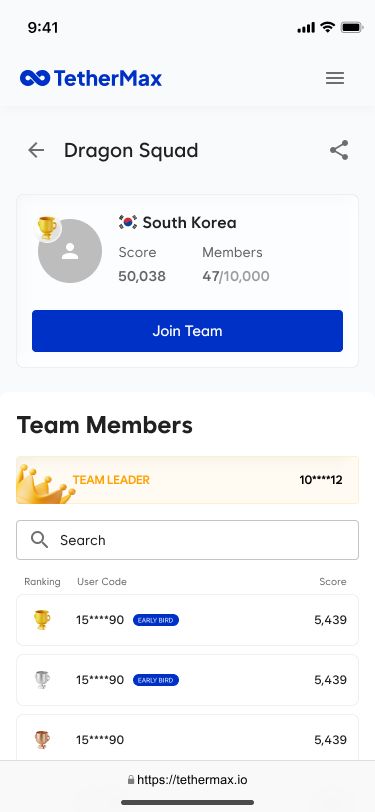 9:41
TetherMax
Dragon Squad
South Korea
Score Members
50,038 47/10,000
Join Team
Team Members
TEAM LEADER 10****12
Search
Ranking User Code Score
15****90 EARLY BIRD 5,439
15****90 EARLY BIRD 5,439
15****90 5,439
https://tethermax.io